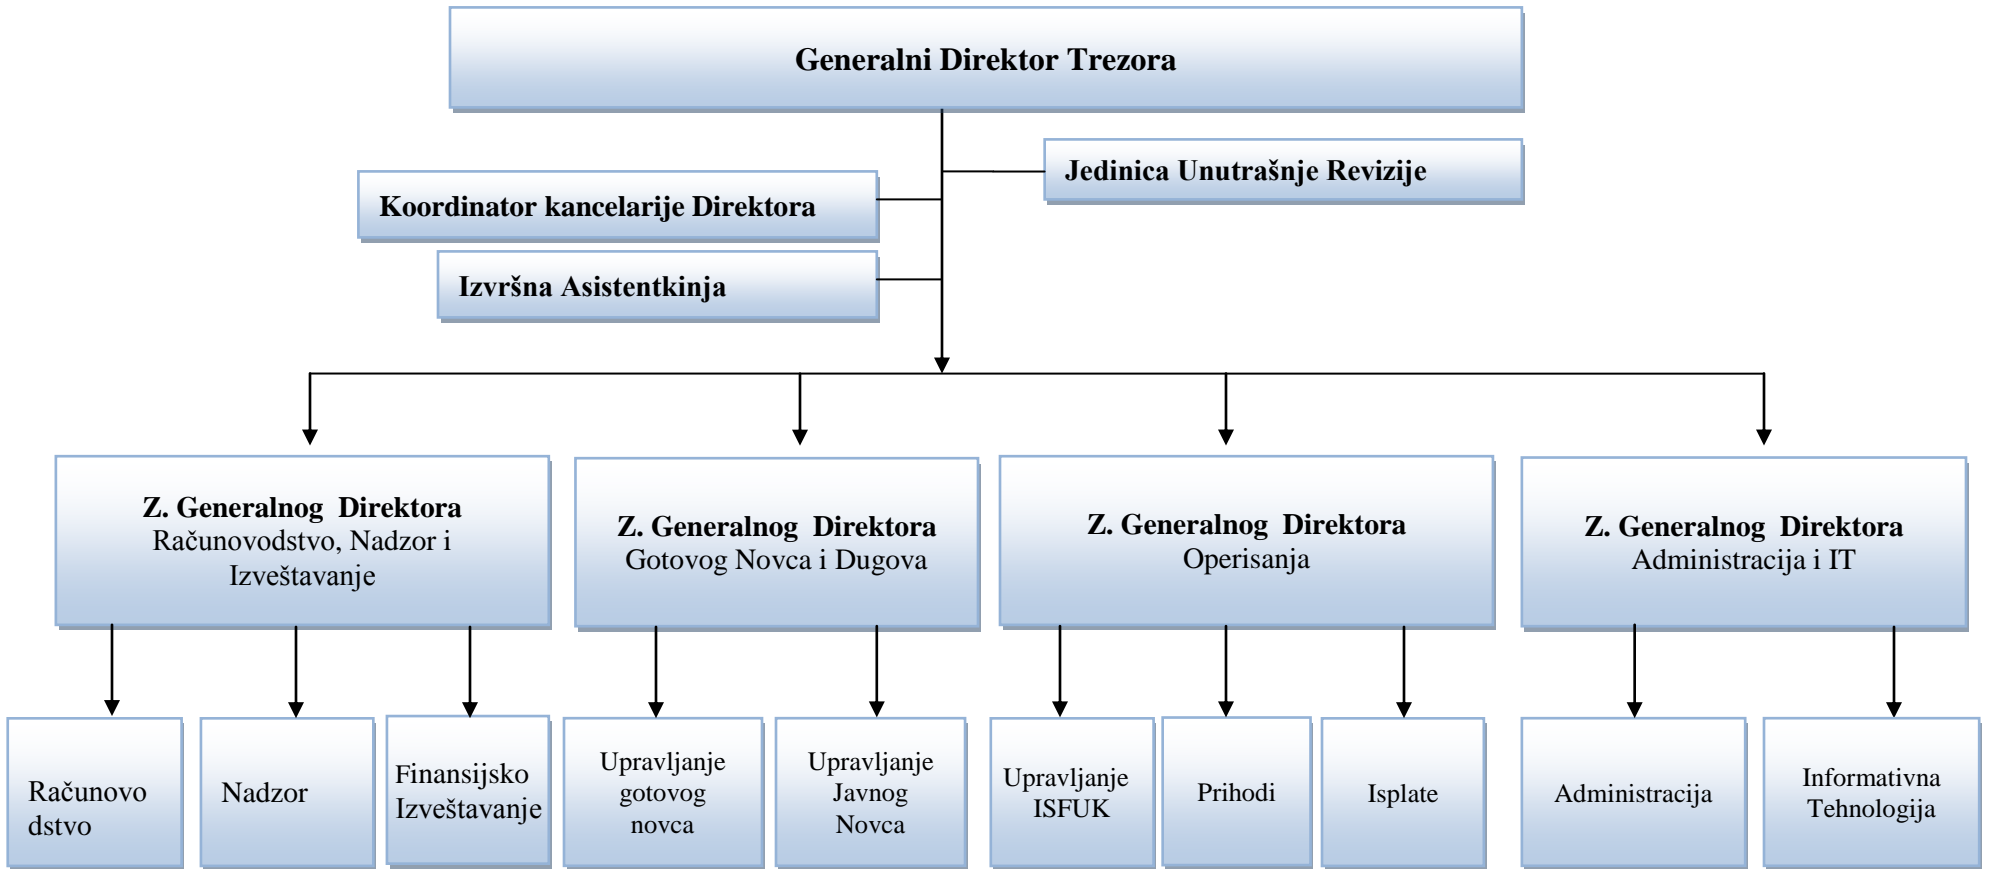 Generalni Direktor Trezora
Jedinica Unutrašnje Revizije
Koordinator kancelarije Direktora
Izvršna Asistentkinja
Z. Generalnog Direktora
Računovodstvo, Nadzor i
Izveštavanje
Z. Generalnog Direktora
Gotovog Novca i Dugova
Z. Generalnog Direktora
Operisanja
Z. Generalnog Direktora
Administracija i IT
Računovo
dstvo
Nadzor
Finansijsko
Izveštavanje
Upravljanje
gotovog
novca
Upravljanje
Javnog
Novca
Upravljanje
ISFUK
Prihodi
Isplate
Administracija
Informativna
Tehnologija